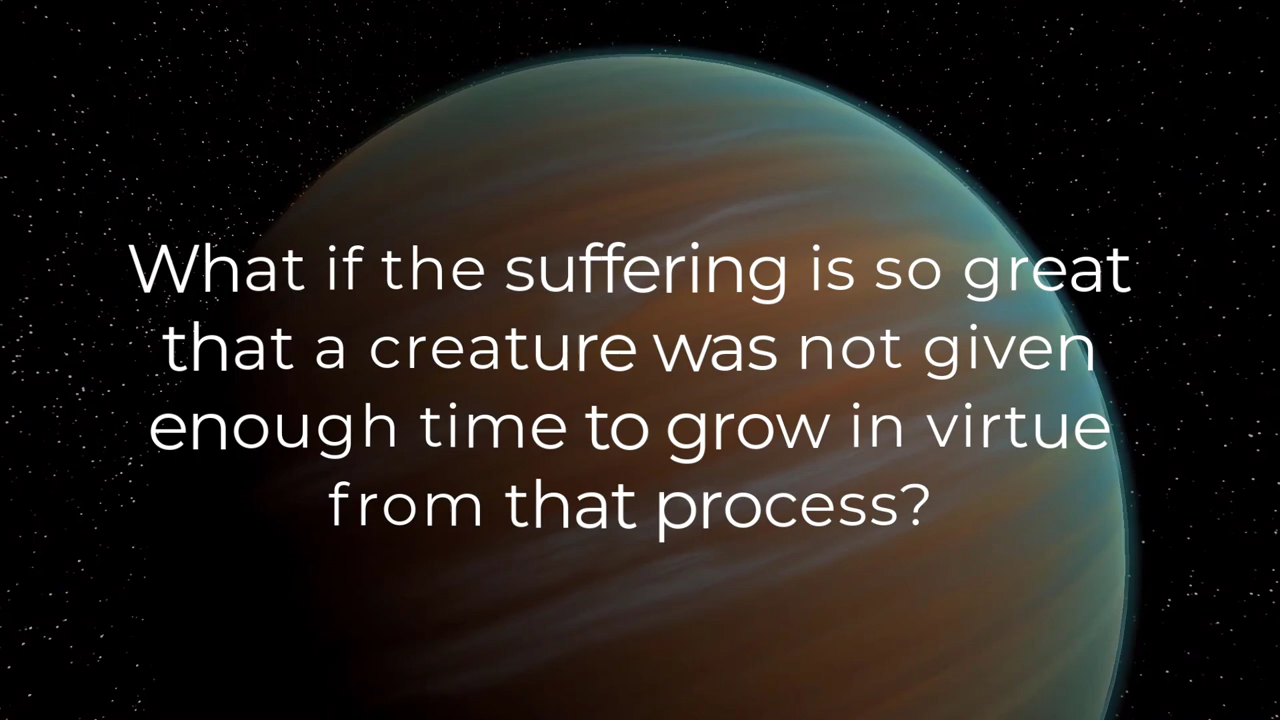 What if the suffering is so great
that a creature was not given
enough time to grow in virtue
from that process?